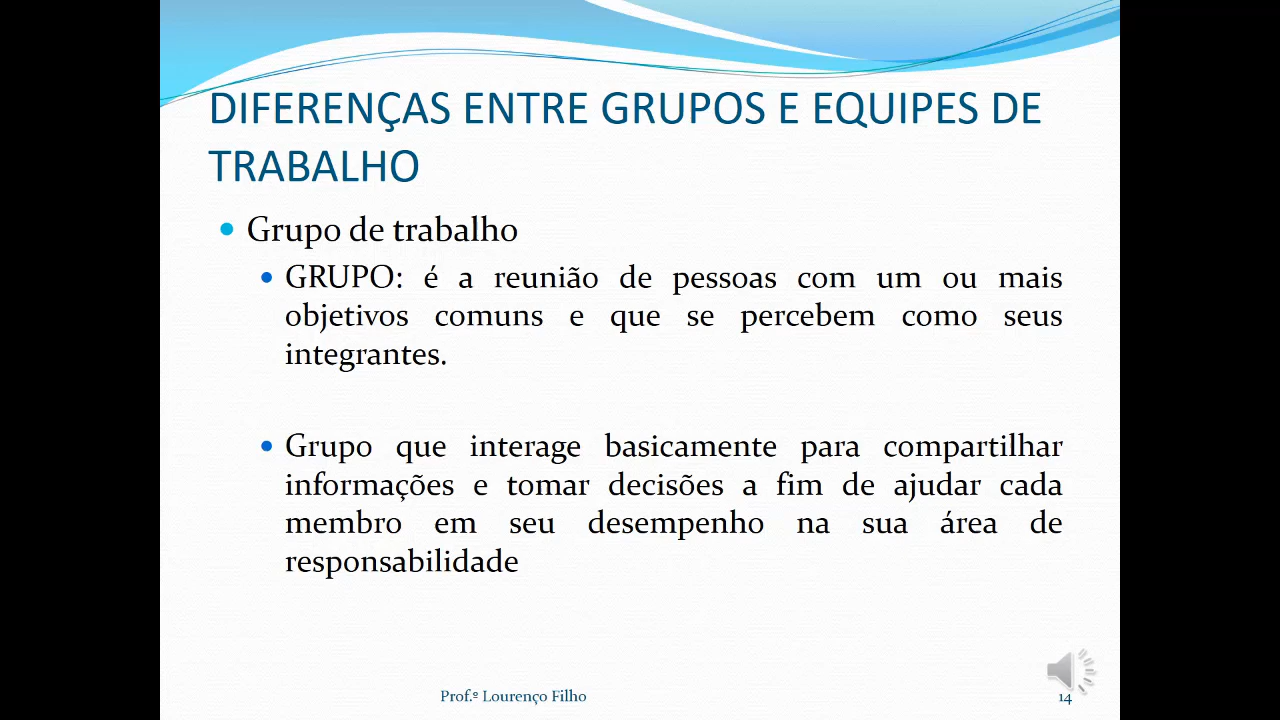 DIFERENÇAS ENTRE GRUPOS E EQUIPES DE
TRABALHO
Grupo de trabalho
GRUPO: é a reunião de pessoas com um ou mais
objetivos comuns e que se percebem como seus
integrantes.
Grupo que interage basicamente para compartilhar
informações e tomar decisões a fim de ajudar cada
membro em seu desempenho na sua área de
responsabilidade
Prof.º Lourenço Filho
14